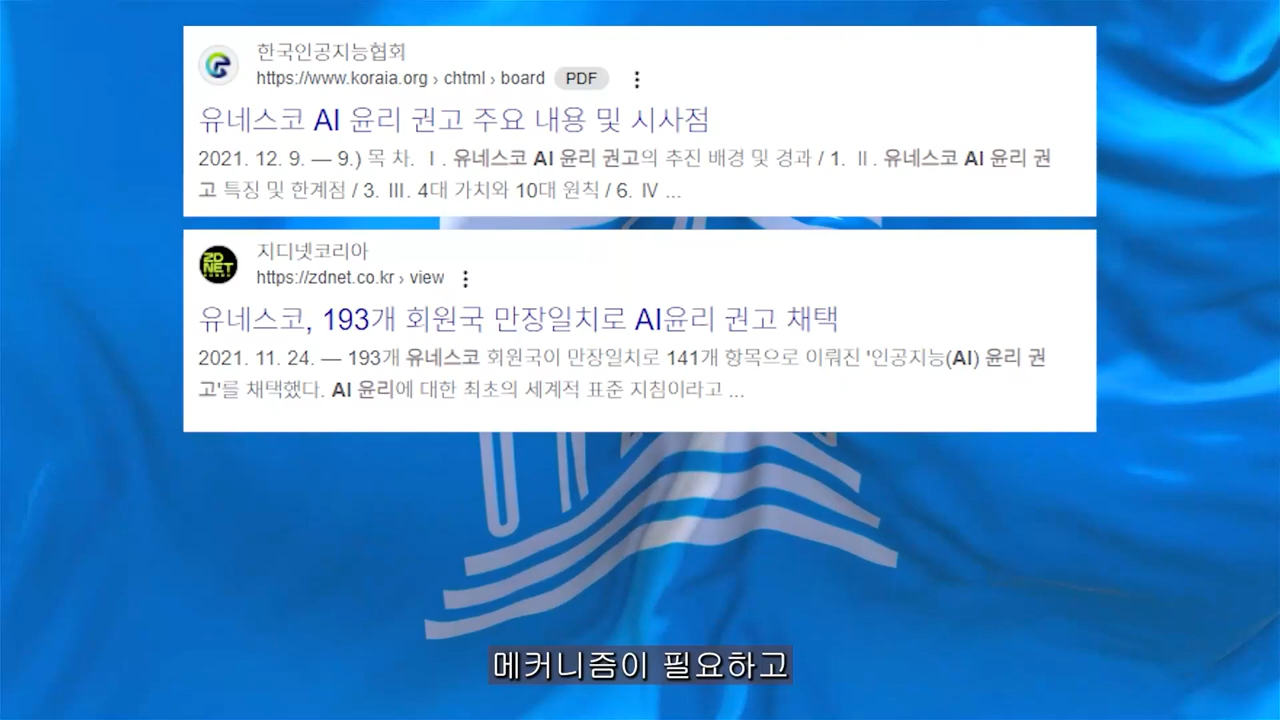 한국인공지능협회
https://www.koraia.org › chtml › board PDF
유네스코 AI 윤리 권고 주요 내용 및 시사점
2021. 12. 9. — 9.) 목 차. Ⅰ. 유네스코 AI 윤리 권고의 추진 배경 및 경과 / 1. Ⅱ. 유네스코 AI 윤리 권
고 특징 및 한계점 / 3. Ⅲ. 4대 가치와 10대 원칙 / 6. Ⅳ ...
ZD
NET
지디넷코리아
https://zdnet.co.kr › view
유네스코, 193개 회원국 만장일치로 AI윤리 권고 채택
2021. 11. 24. — 193개 유네스코 회원국이 만장일치로 141개 항목으로 이뤄진 '인공지능(AI) 윤리 권
고'를 채택했다. AI 윤리에 대한 최초의 세계적 표준 지침이라고 ...
메커니즘이 필요하고